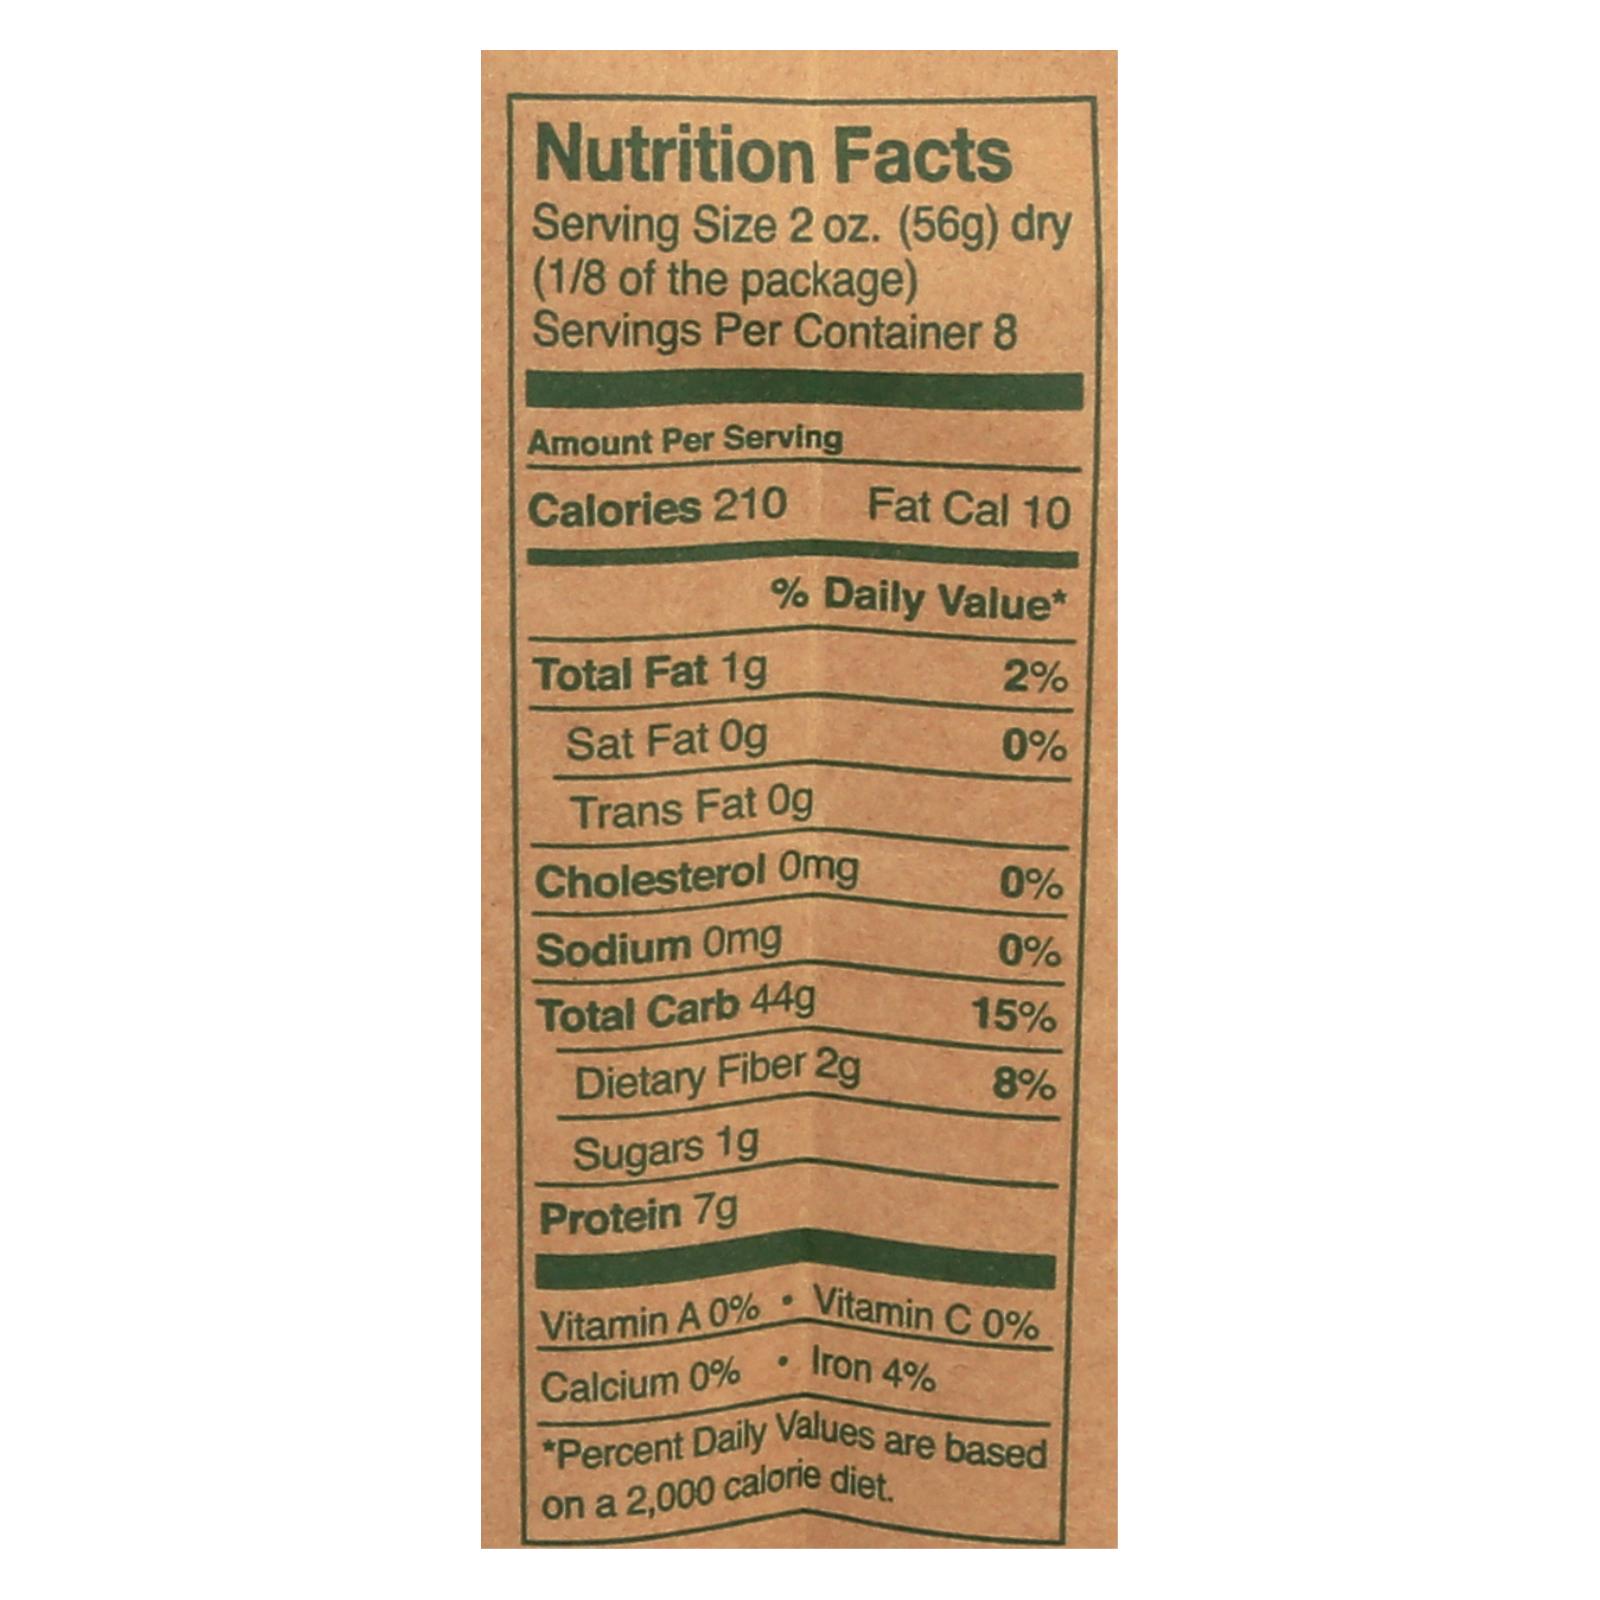 Nutrition Facts
Serving Size 2 oz. (56g) dry
(1/8 of the package)
Servings Per Container 8
Amount Per Serving
Calories 210 Fat Cal 10
% Daily Value*
Total Fat 1g 2%
Sat Fat 0g 0%
Trans Fat 0g
Cholesterol 0mg 0%
Sodium 0mg 0%
Total Carb 44g 15%
Dietary Fiber 2g 8%
Sugars 1g
Protein 7g
Vitamin A 0% • Vitamin C 0%
Calcium 0% • Iron 4%
*Percent Daily Values are based
on a 2,000 calorie diet.